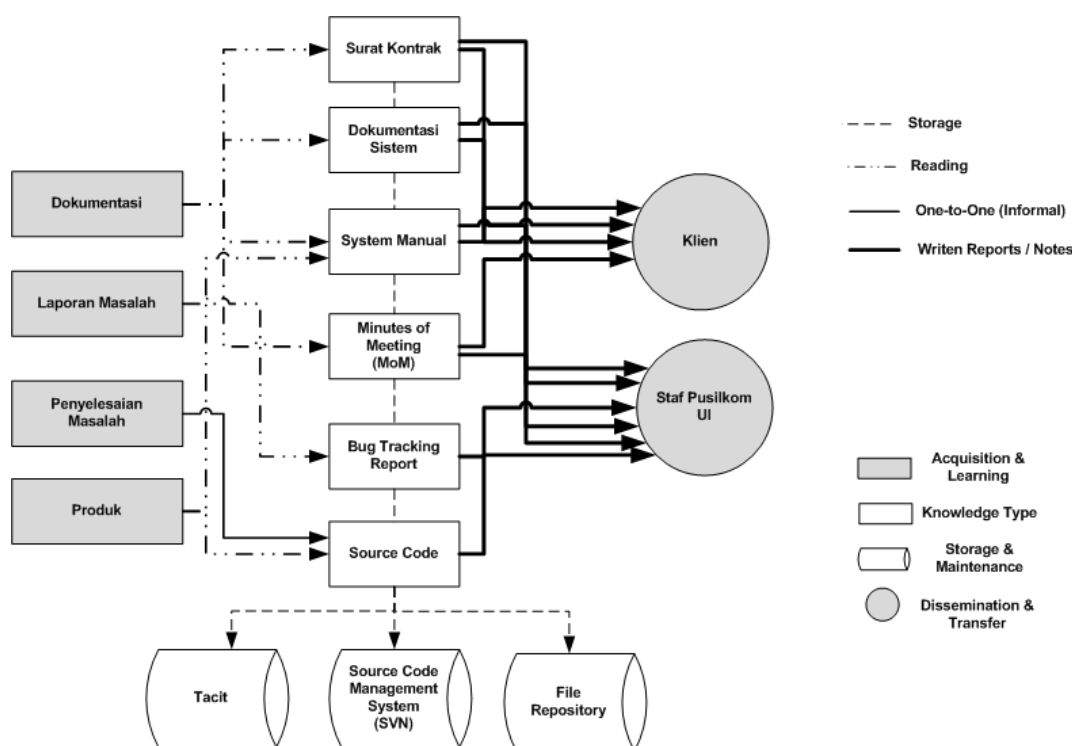 Surat Kontrak
Dokumentasi
Sistem
System Manual
Minutes of
Meeting
(MoM)
Bug Tracking
Report
Source Code
Dokumentasi
Laporan Masalah
Penyelesaian
Masalah
Produk
Klien
Staf Pusilkom
UI
Storage
Reading
One-to-One (Informal)
Writen Reports / Notes
Acquisition &
Learning
Knowledge Type
Storage &
Maintenance
Dissemination &
Transfer
Tacit
Source Code
Management
System
(SVN)
File
Repository